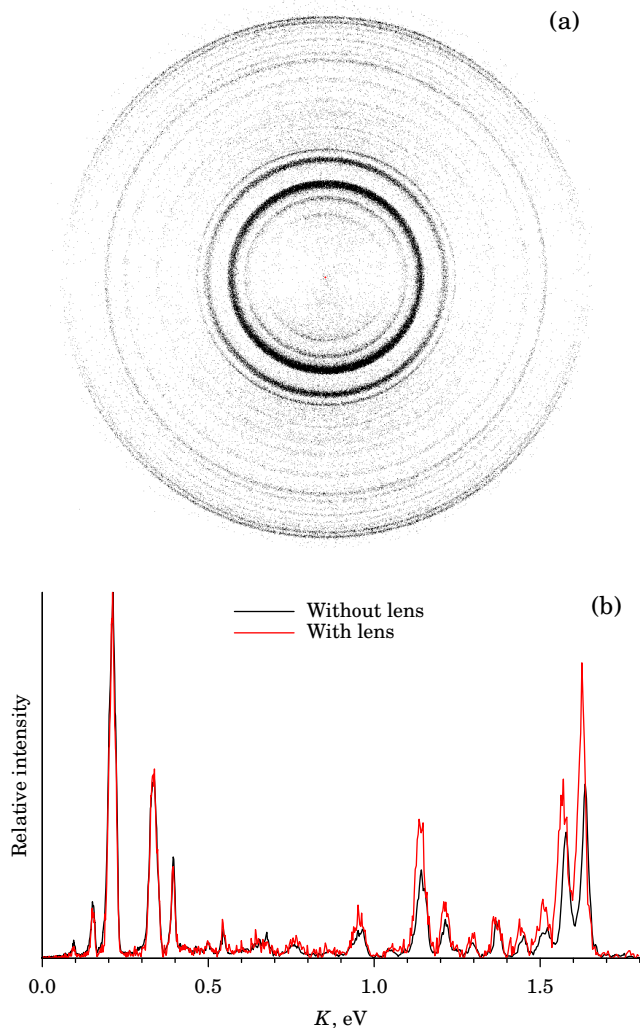 (a)
(b)
Without lens
With lens
Relative intensity
0.0 0.5 1.0 1.5
K, eV